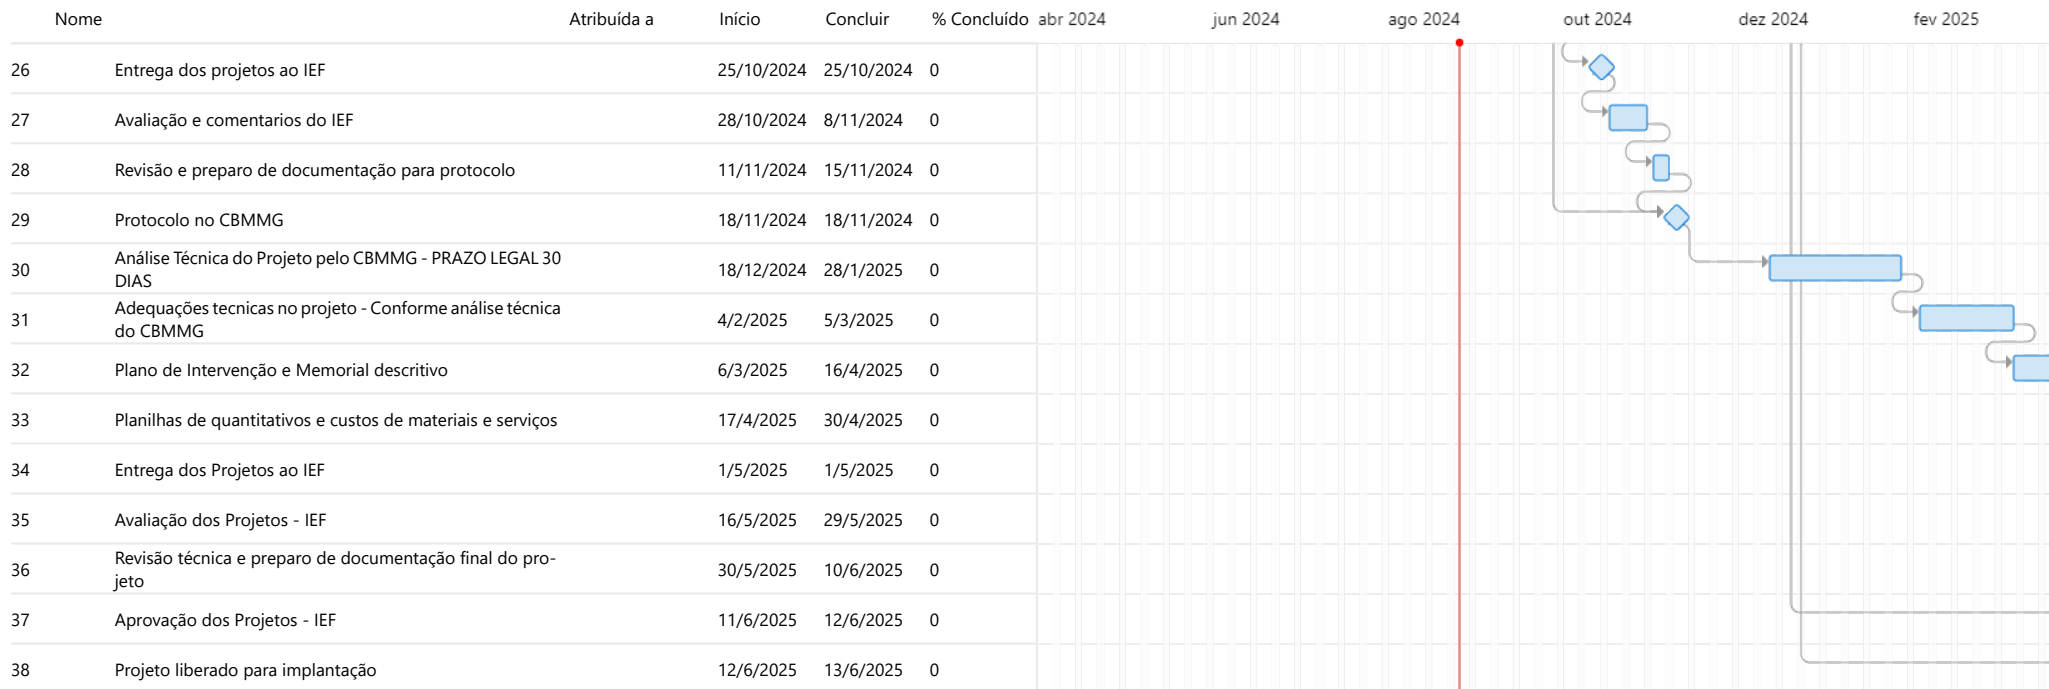 Nome Atribuída a Início Concluir % Concluído abr 2024 jun 2024 ago 2024 out 2024 dez 2024 fev 2025
26 Entrega dos projetos ao IEF 25/10/2024 25/10/2024 0
27 Avaliação e comentarios do IEF 28/10/2024 8/11/2024 0
28 Revisão e preparo de documentação para protocolo 11/11/2024 15/11/2024 0
29 Protocolo no CBMMG 18/11/2024 18/11/2024 0
Análise Técnica do Projeto pelo CBMMG - PRAZO LEGAL 30
30 DIAS 18/12/2024 28/1/2025 0
Adequações tecnicas no projeto - Conforme análise técnica
31 do CBMMG 4/2/2025 5/3/2025 0
32 Plano de Intervenção e Memorial descritivo 6/3/2025 16/4/2025 0
33 Planilhas de quantitativos e custos de materiais e serviços 17/4/2025 30/4/2025 0
34 Entrega dos Projetos ao IEF 1/5/2025 1/5/2025 0
35 Avaliação dos Projetos - IEF 16/5/2025 29/5/2025 0
Revisão técnica e preparo de documentação final do pro-
36 jeto 30/5/2025 10/6/2025 0
37 Aprovação dos Projetos - IEF 11/6/2025 12/6/2025 0
38 Projeto liberado para implantação 12/6/2025 13/6/2025 0